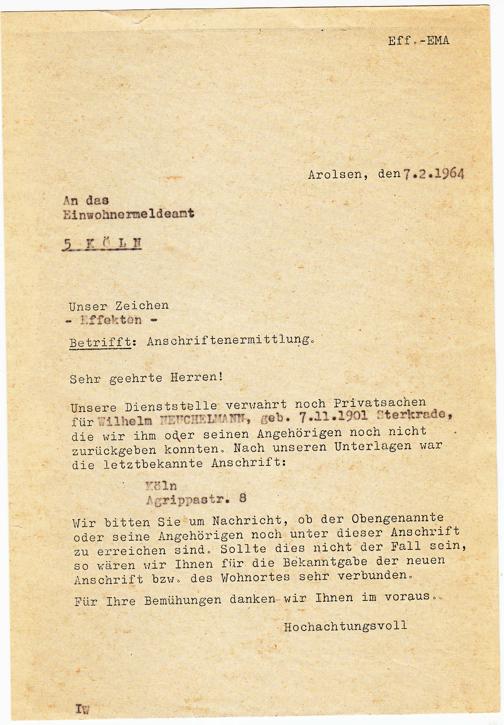 Eff.-EMA
Arolsen, den 7.2.1964
An das
Einwohnermeldeamt
5 K Ö L N
Unser Zeichen
- Effekten -
Betrifft: Anschriftenermittlung.
Sehr geehrte Herren!
Unsere Dienststelle verwahrt noch Privatsachen
für Wilhelm HEUCHELMANN, geb. 7.11.1901 Sterkrade,
die wir ihm oder seinen Angehörigen noch nicht
zurückgeben konnten. Nach unseren Unterlagen war
die letztbekannte Anschrift:
Köln
Agrippastr. 8
Wir bitten Sie um Nachricht, ob der Obengenannte
oder seine Angehörigen noch unter dieser Anschrift
zu erreichen sind. Sollte dies nicht der Fall sein,
so wären wir Ihnen für die Bekanntgabe der neuen
Anschrift bzw. des Wohnortes sehr verbunden.
Für Ihre Bemühungen danken wir Ihnen im voraus.
Hochachtungsvoll
Iw